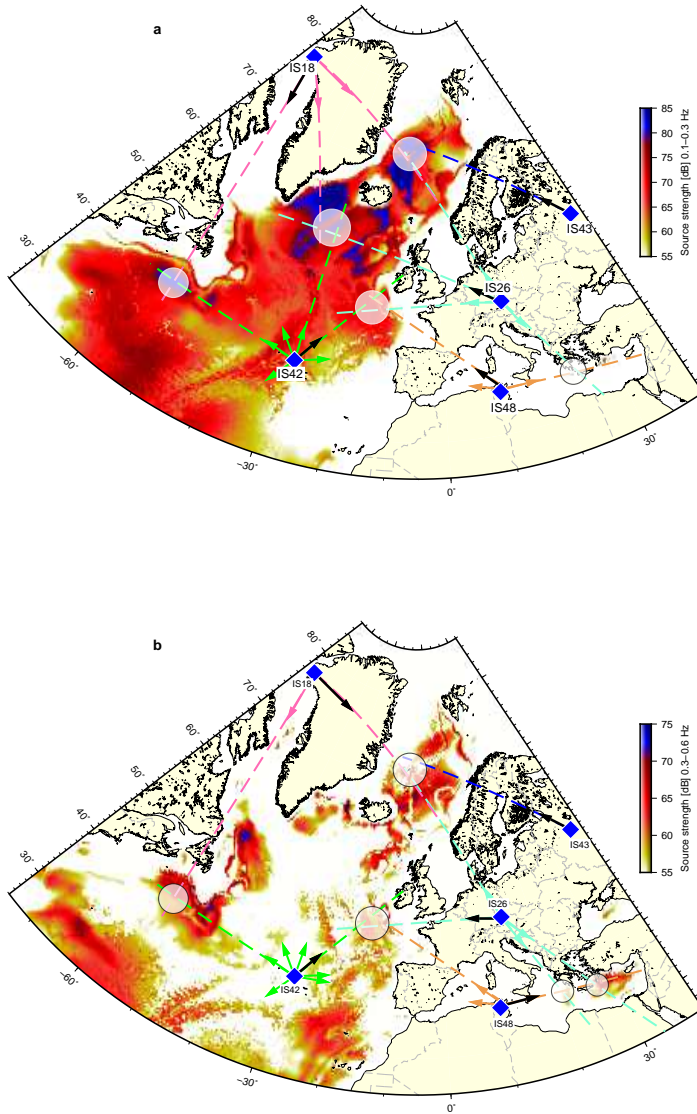 a
80˚
70˚
60˚
50˚
40˚
30˚
−60˚
−30˚
0˚
30˚
IS18
IS43
IS26
IS42
IS48
85
80
75
70
65
60
55
Source strength [dB] 0.1−0.3 Hz
b
80˚
70˚
60˚
50˚
40˚
30˚
−60˚
−30˚
0˚
30˚
IS18
IS43
IS26
IS42
IS48
75
70
65
60
55
Source strength [dB] 0.3−0.6 Hz